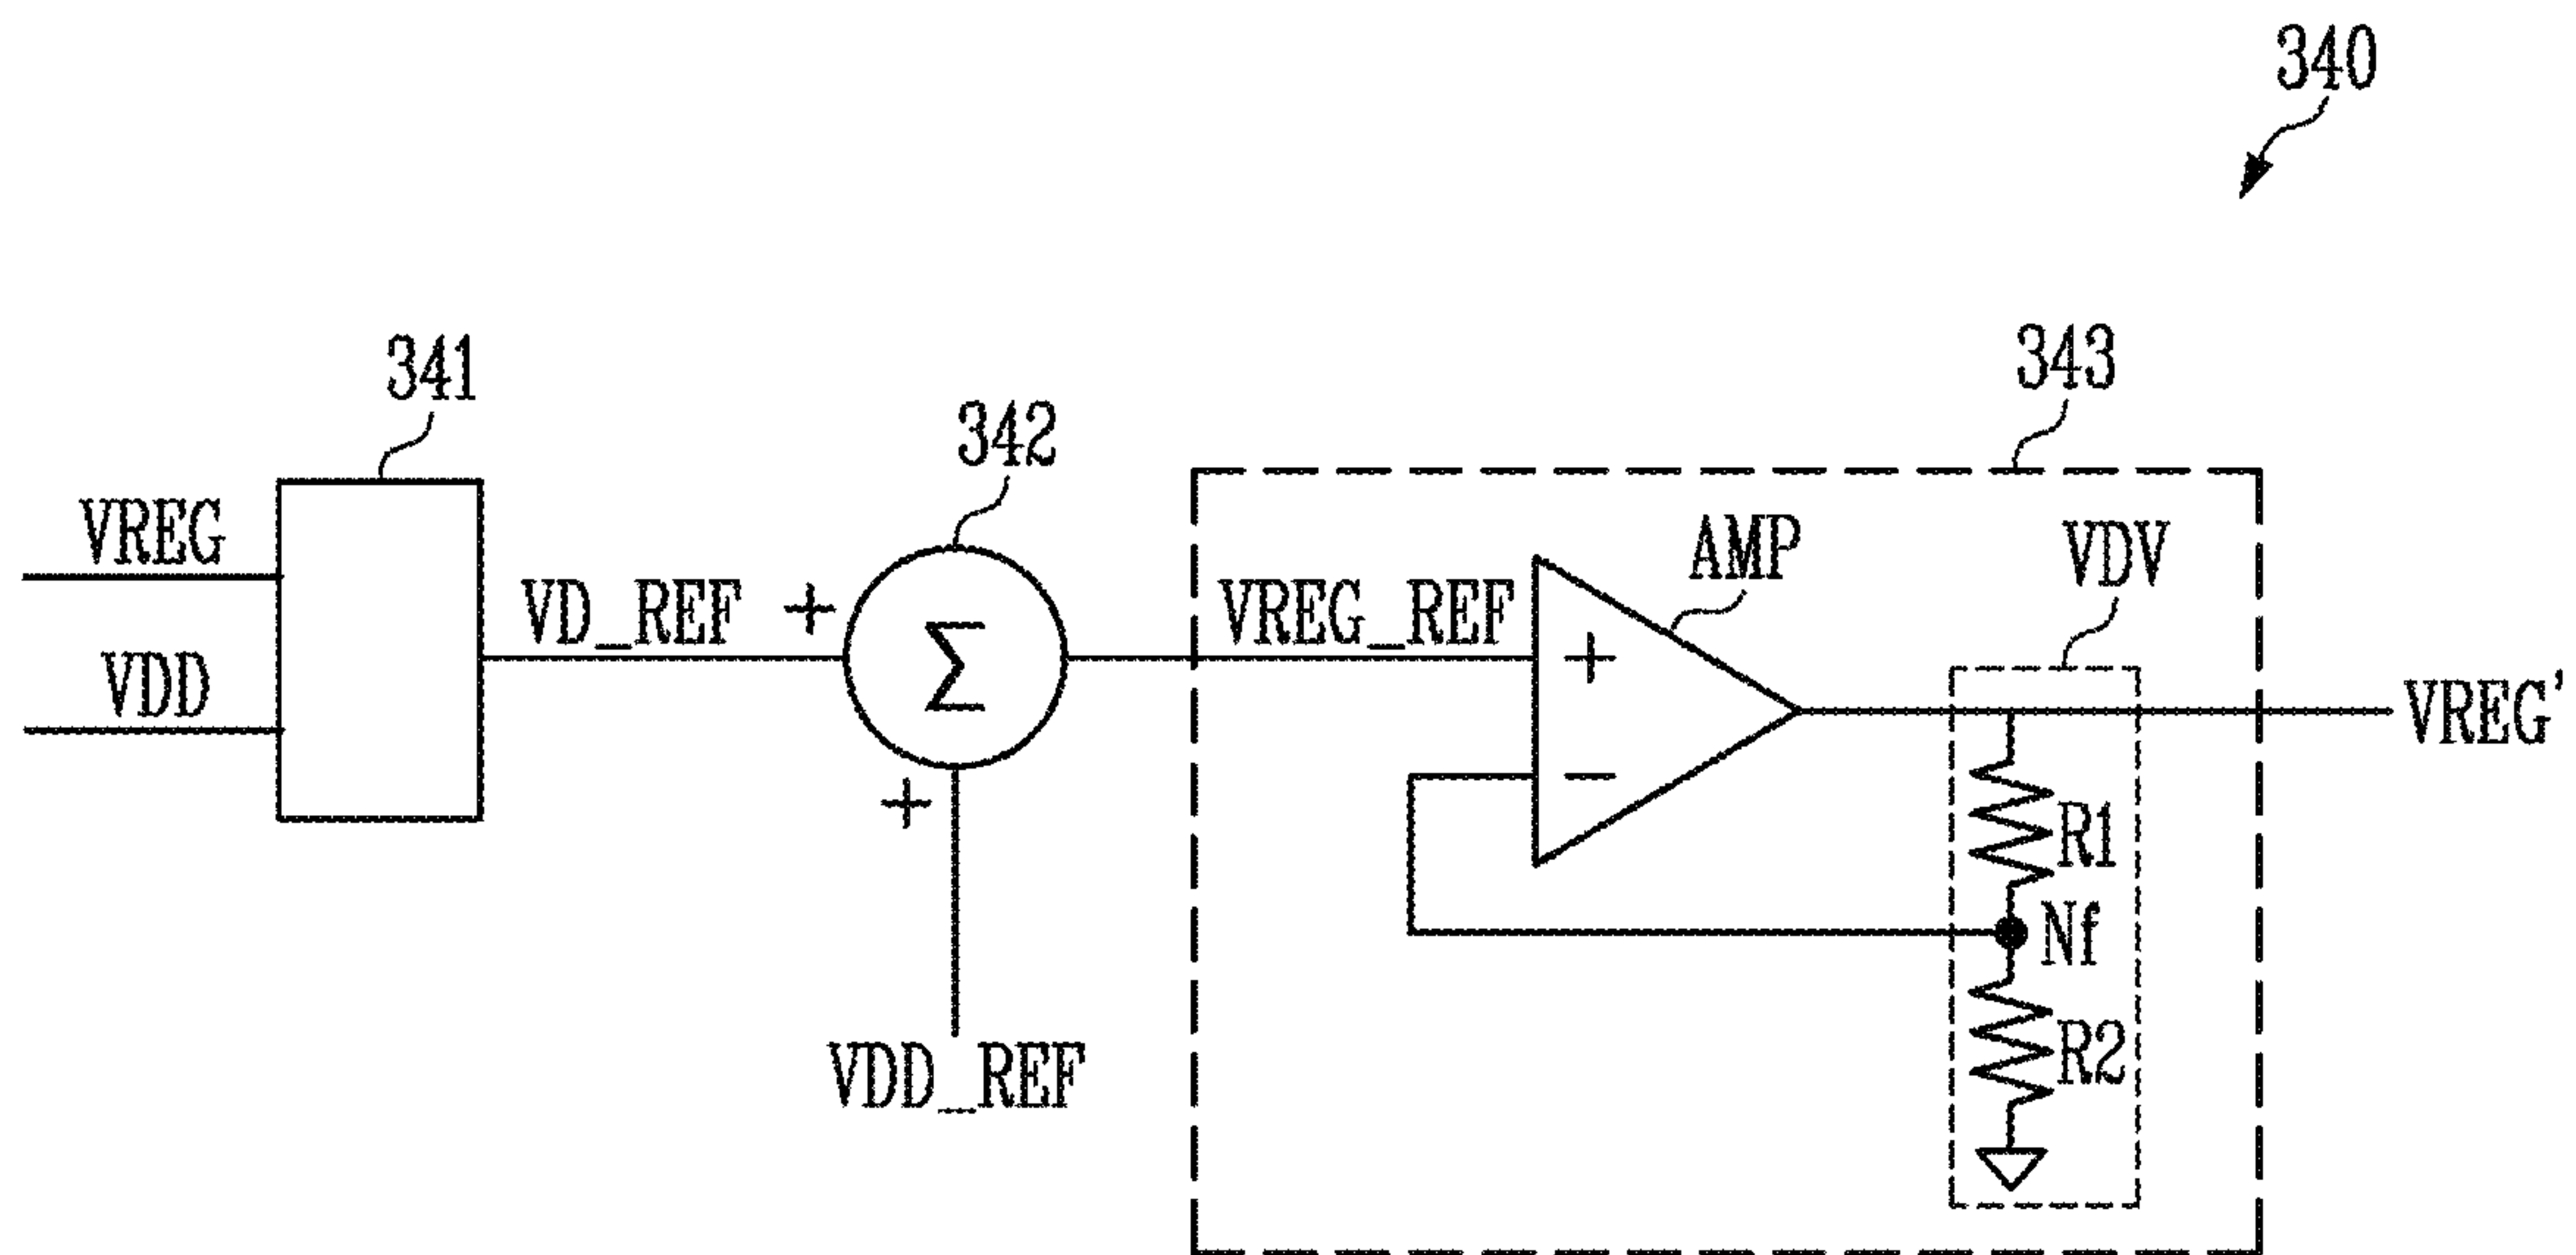 340
341
342
343
VREG
VDD
VD_REF
+
Σ
+
VDD_REF
VREG_REF
AMP
+
−
VDV
R1
Nf
R2
VREG'